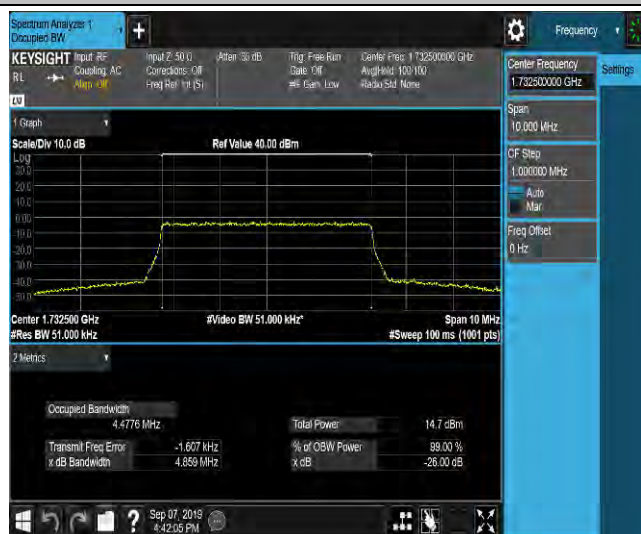 Spectrum Analyzer 1
Occupied BW
Frequency
KEYSIGHT
Input: RF
Input Z: 50 Ω
Atten: 36 dB
Trig: Free Run
Center Freq: 1.732500000 GHz
RL
Coupling: AC
Corrections: Off
Gate: Off
Avg|Hold: 100/100
Align: Off
Freq Ref: Int (S)
#IF Gain: Low
Radio Std: None
Center Frequency
1.732500000 GHz
Settings
Span
10.000 MHz
CF Step
1.000000 MHz
Auto
Man
Freq Offset
0 Hz
1 Graph
Scale/Div 10.0 dB
Ref Value 40.00 dBm
Log
30.0
20.0
10.0
0.00
-10.0
-20.0
-30.0
-40.0
-50.0
Center 1.732500 GHz
#Video BW 51.000 kHz*
Span 10 MHz
#Res BW 51.000 kHz
#Sweep 100 ms (1001 pts)
2 Metrics
Occupied Bandwidth
4.4776 MHz
Total Power
14.7 dBm
Transmit Freq Error
-1.607 kHz
% of OBW Power
99.00 %
x dB Bandwidth
4.859 MHz
x dB
-26.00 dB
Sep 07, 2019
4:42:05 PM